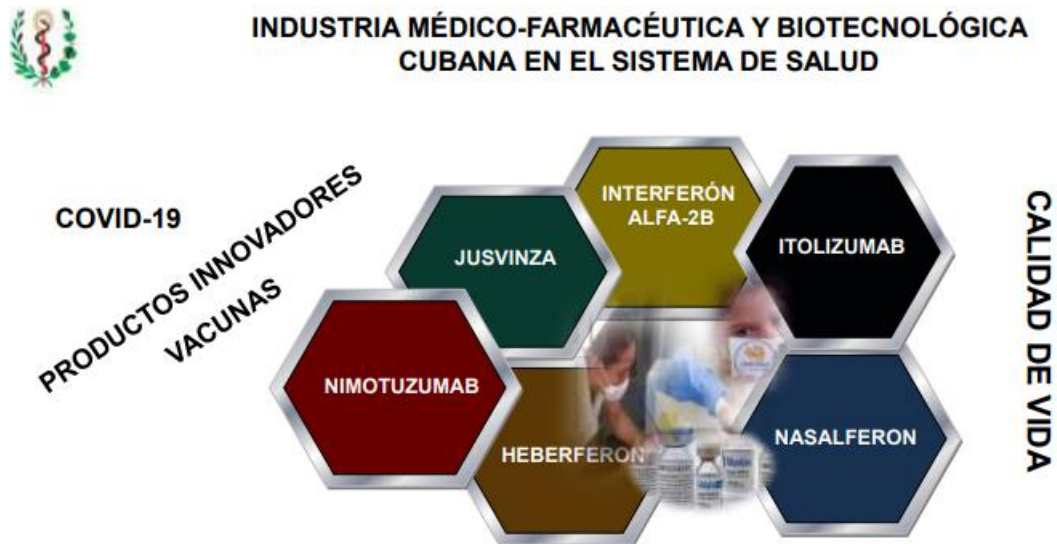 INDUSTRIA MÉDICO-FARMACÉUTICA Y BIOTECNOLÓGICA
CUBANA EN EL SISTEMA DE SALUD
COVID-19
PRODUCTOS INNOVADORES
VACUNAS
INTERFERÓN
ALFA-2B
JUSVINZA
ITOLIZUMAB
NIMOTUZUMAB
HEBERFERON
NASALFERON
CALIDAD DE VIDA